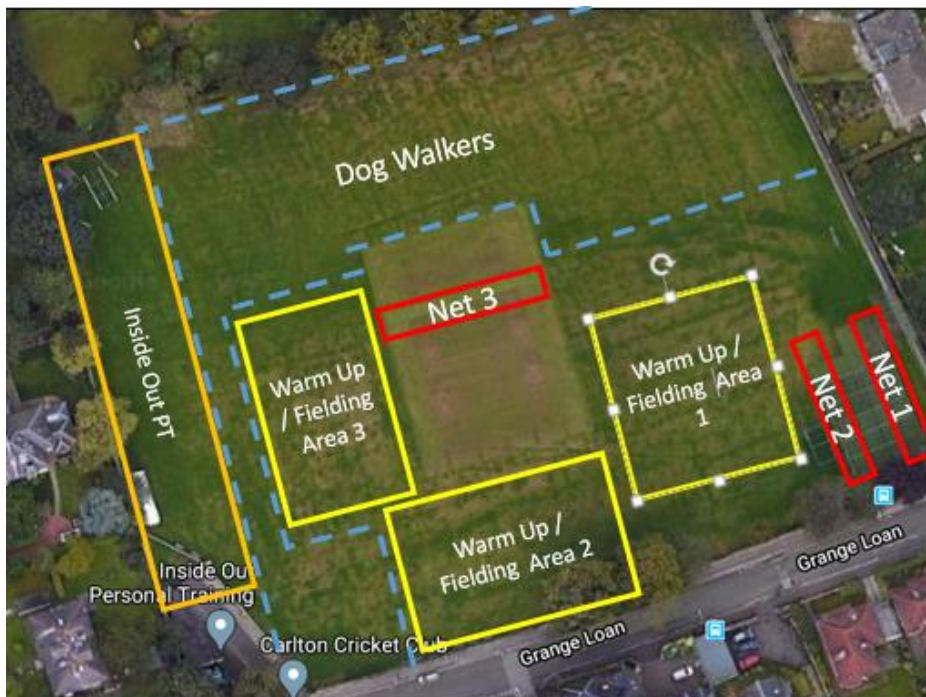 Dog Walkers
Net 3
Inside Out PT
Warm Up
/ Fielding
Area 3
Warm Up /
Fielding Area
1
Net 2
Net 1
Warm Up /
Fielding Area 2
Grange Loan
Inside Out
Personal Training
Carlton Cricket Club
Grange Loan